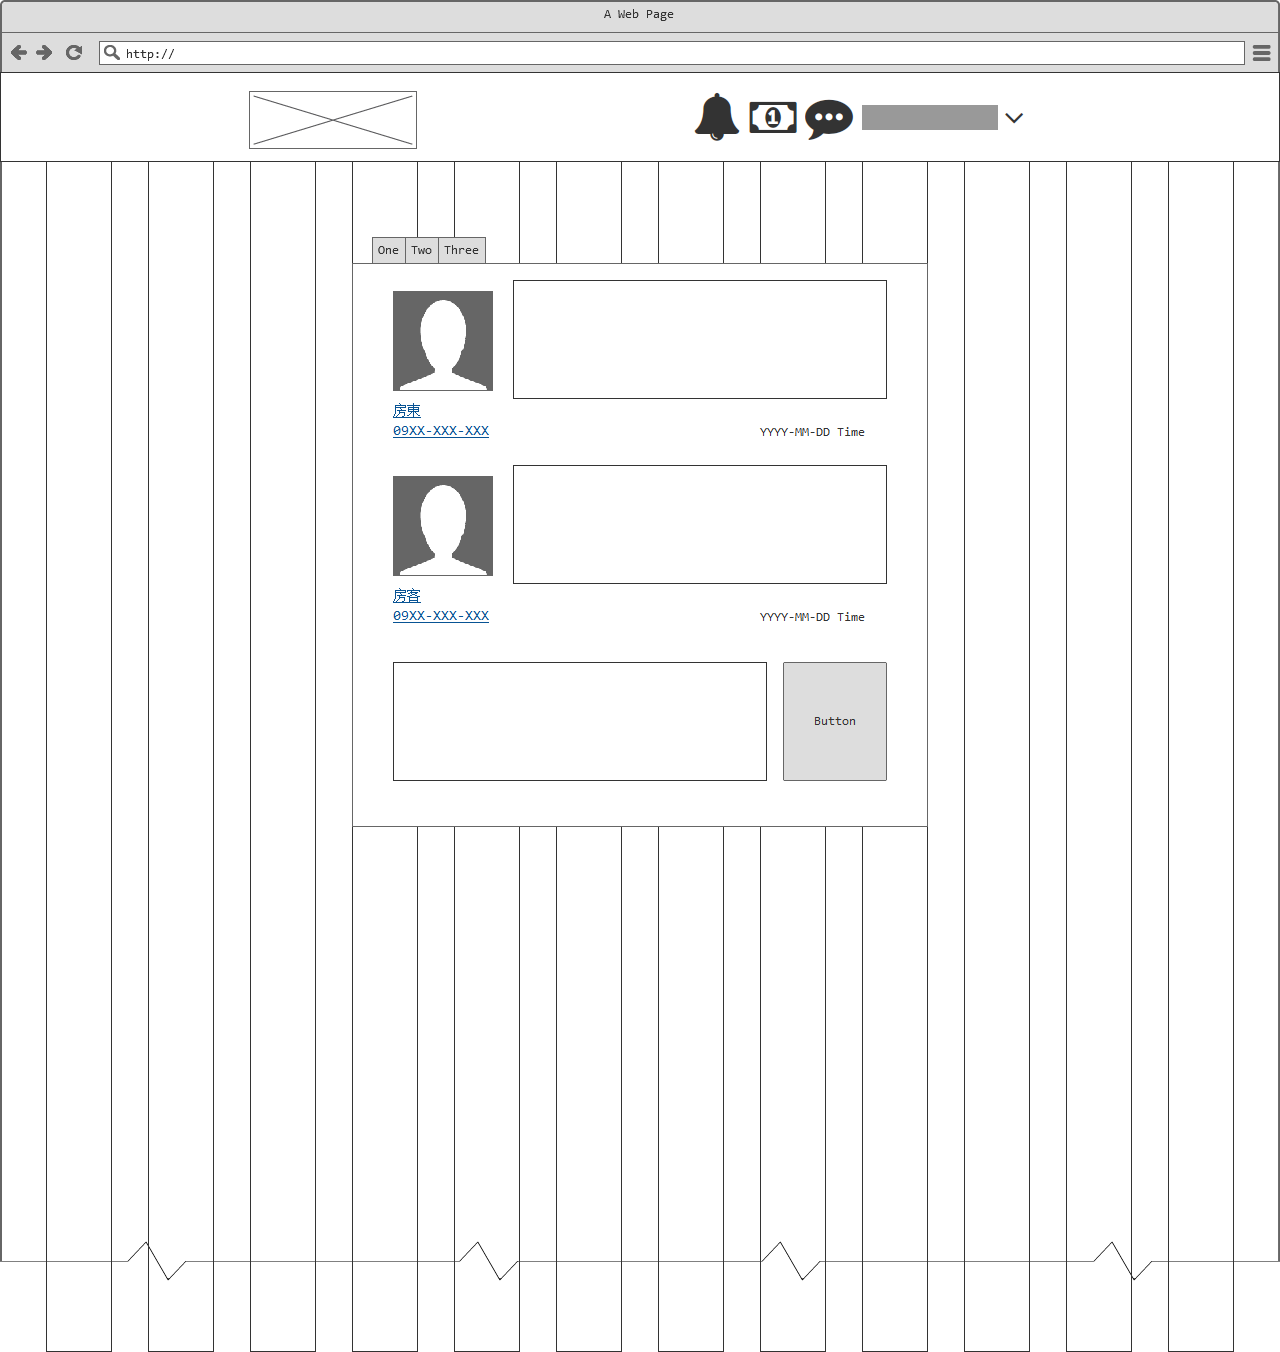 A Web Page
http://
1
One Two Three
房東
09XX-XXX-XXX
YYYY-MM-DD Time
房客
09XX-XXX-XXX
YYYY-MM-DD Time
Button